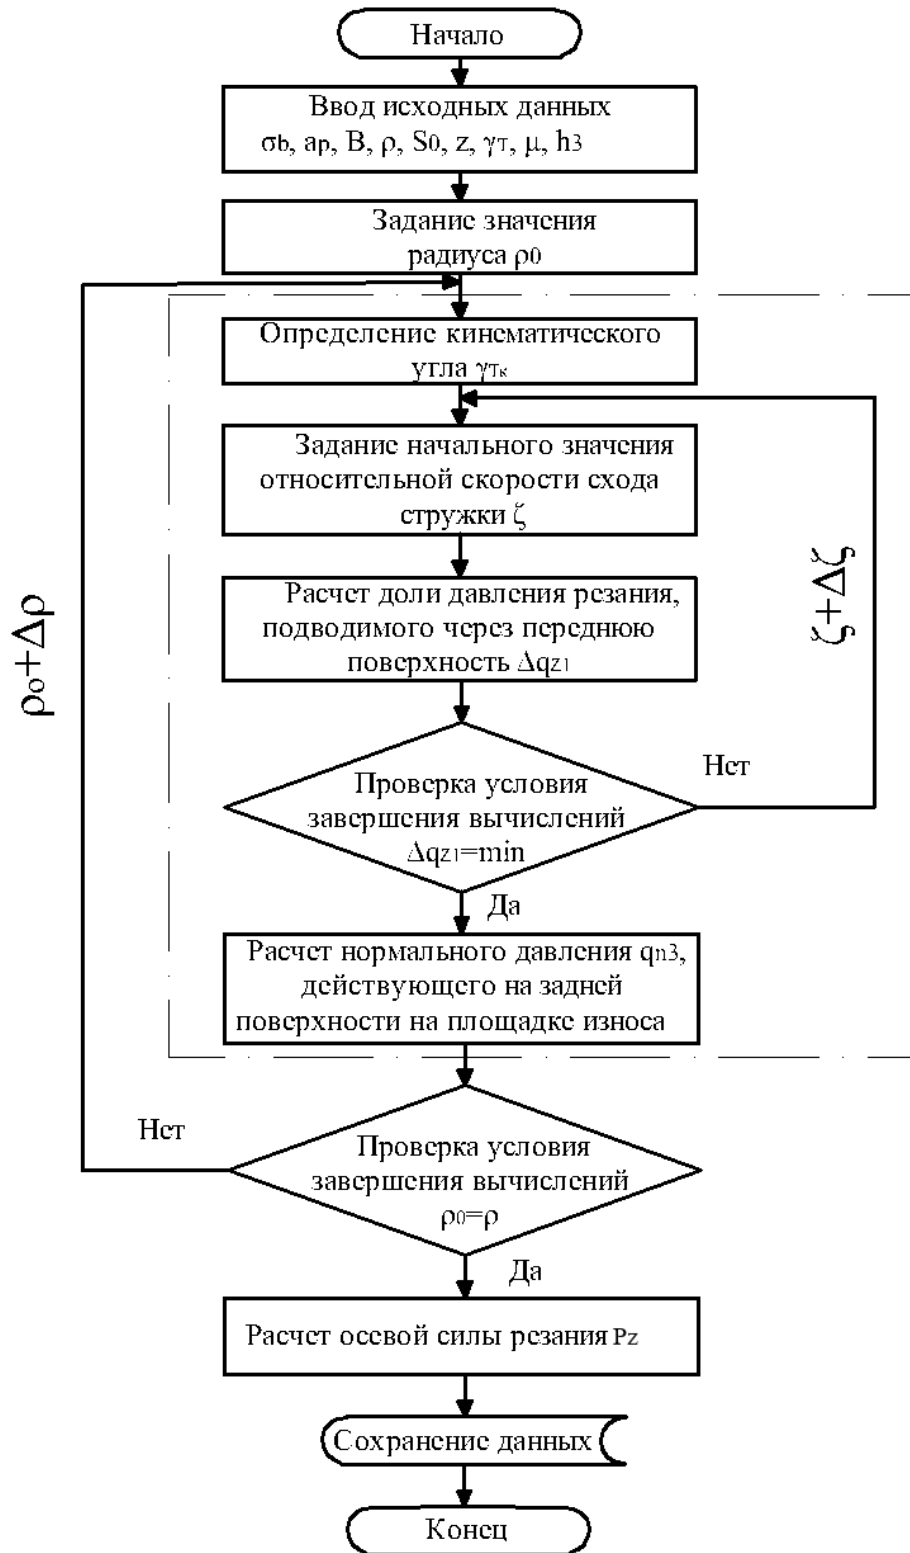 Начало
Ввод исходных данных
σb, ap, B, ρ, S0, z, γт, μ, h3
Задание значения
радиуса ρ0
Определение кинематического
угла γтк
Задание начального значения
относительной скорости схода
стружки ζ
Расчет доли давления резания,
подводимого через переднюю
поверхность Δqz1
ζ+Δζ
ρo+Δρ
Проверка условия
завершения вычислений
Δqz1=min
Нет
Да
Расчет нормального давления qn3,
действующего на задней
поверхности на площадке износа
Проверка условия
завершения вычислений
ρ0=ρ
Нет
Да
Расчет осевой силы резания Pz
Сохранение данных
Конец